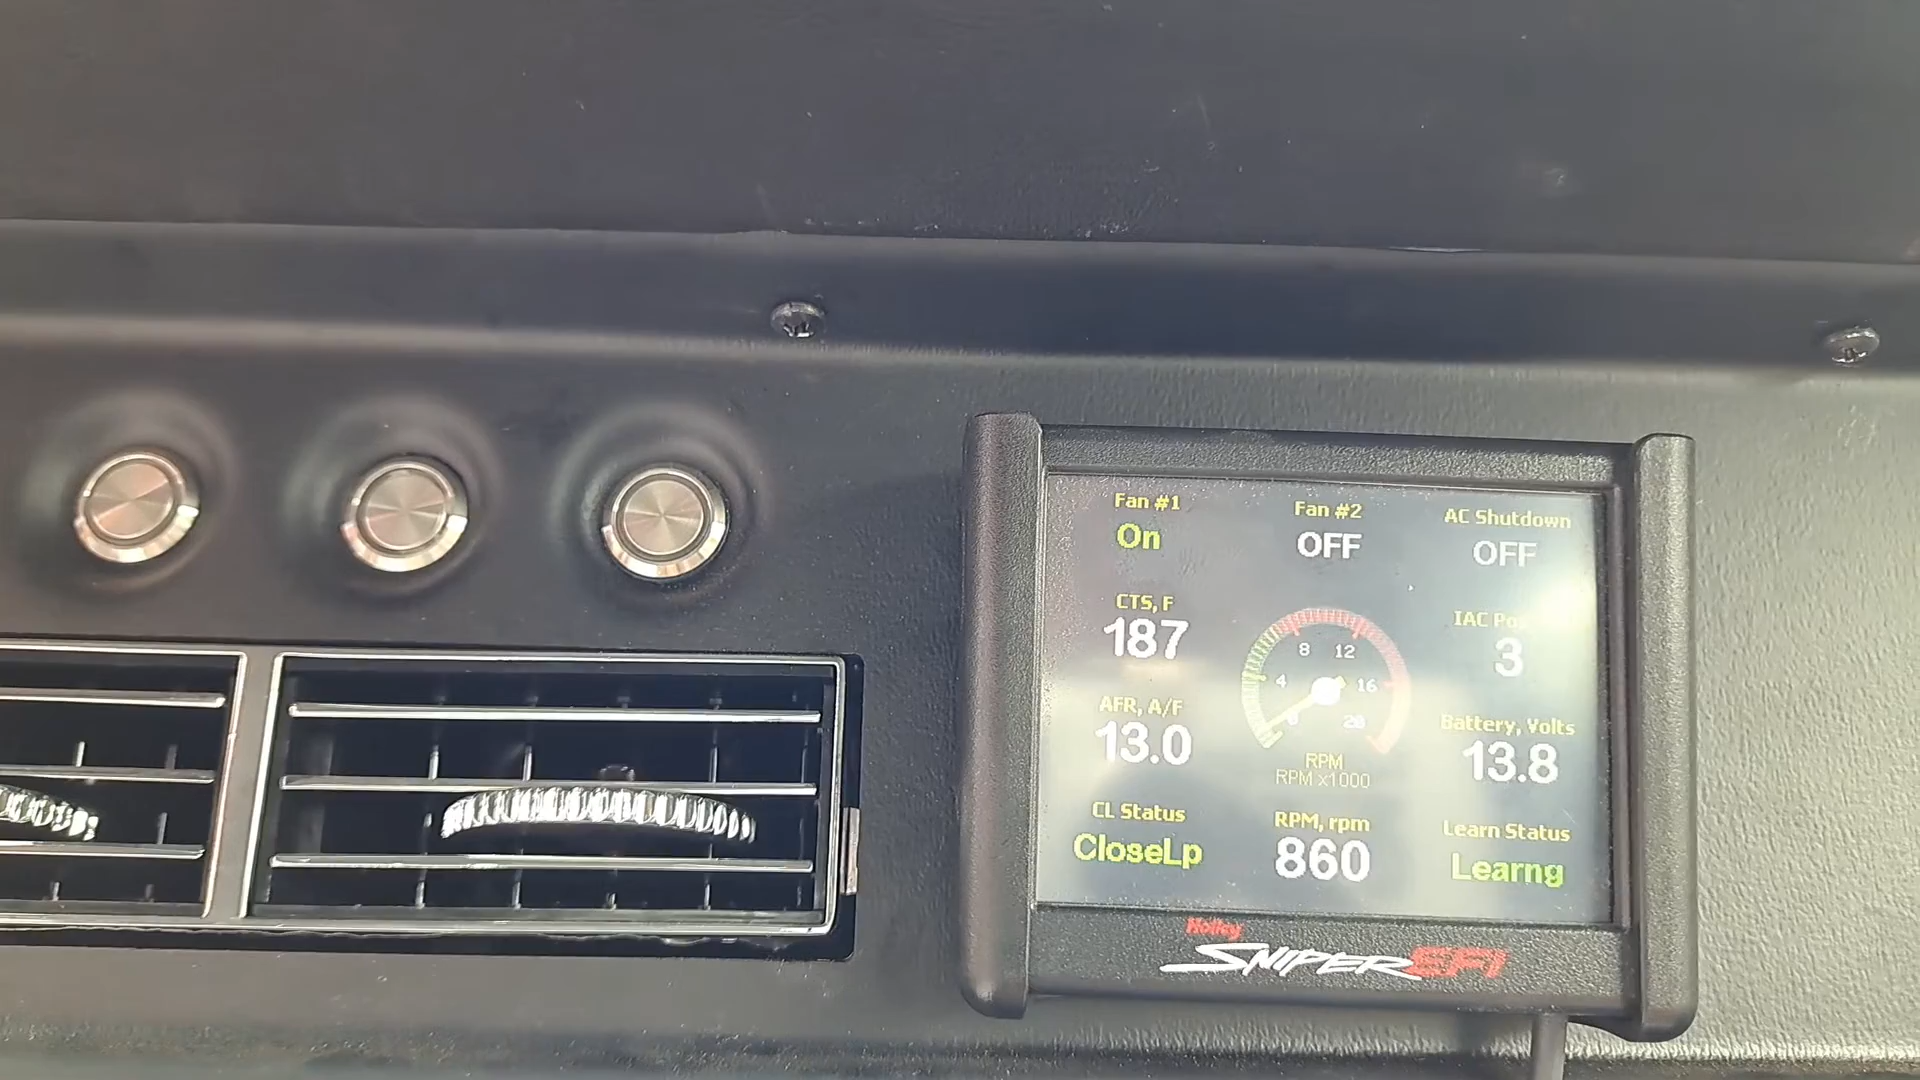 Fan #1
On
Fan #2
OFF
AC Shutdown
OFF
CTS, F
187
IAC
3
AFR, A/F
13.0
4
8
12
16
20
RPM
RPM x1000
Battery, Volts
13.8
CL Status
CloseLp
RPM, rpm
860
Learn Status
Learng
Holley
SNIPER EFI